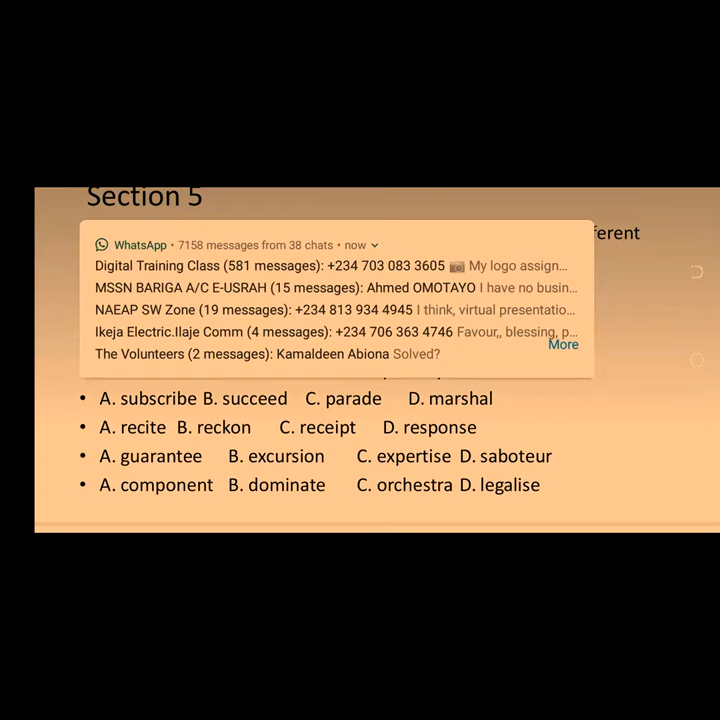 Section 5
ferent
WhatsApp • 7158 messages from 38 chats • now
Digital Training Class (581 messages): +234 703 083 3605 📷 My logo assign...
MSSN BARIGA A/C E-USRAH (15 messages): Ahmed OMOTAYO I have no busin...
NAEAP SW Zone (19 messages): +234 813 934 4945 I think, virtual presentatio...
Ikeja Electric.Ilaje Comm (4 messages): +234 706 363 4746 Favour,, blessing, p...
More
The Volunteers (2 messages): Kamaldeen Abiona Solved?
• A. subscribe B. succeed C. parade D. marshal
• A. recite B. reckon C. receipt D. response
• A. guarantee B. excursion C. expertise D. saboteur
• A. component B. dominate C. orchestra D. legalise